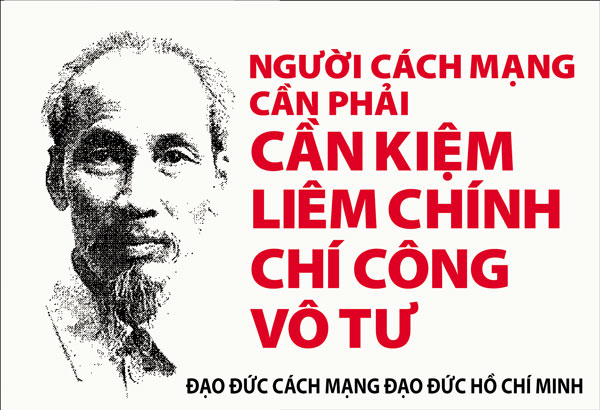 NGƯỜI CÁCH MẠNG
CẦN PHẢI
CẦN KIỆM
LIÊM CHÍNH
CHÍ CÔNG
VÔ TƯ
ĐẠO ĐỨC CÁCH MẠNG ĐẠO ĐỨC HỒ CHÍ MINH